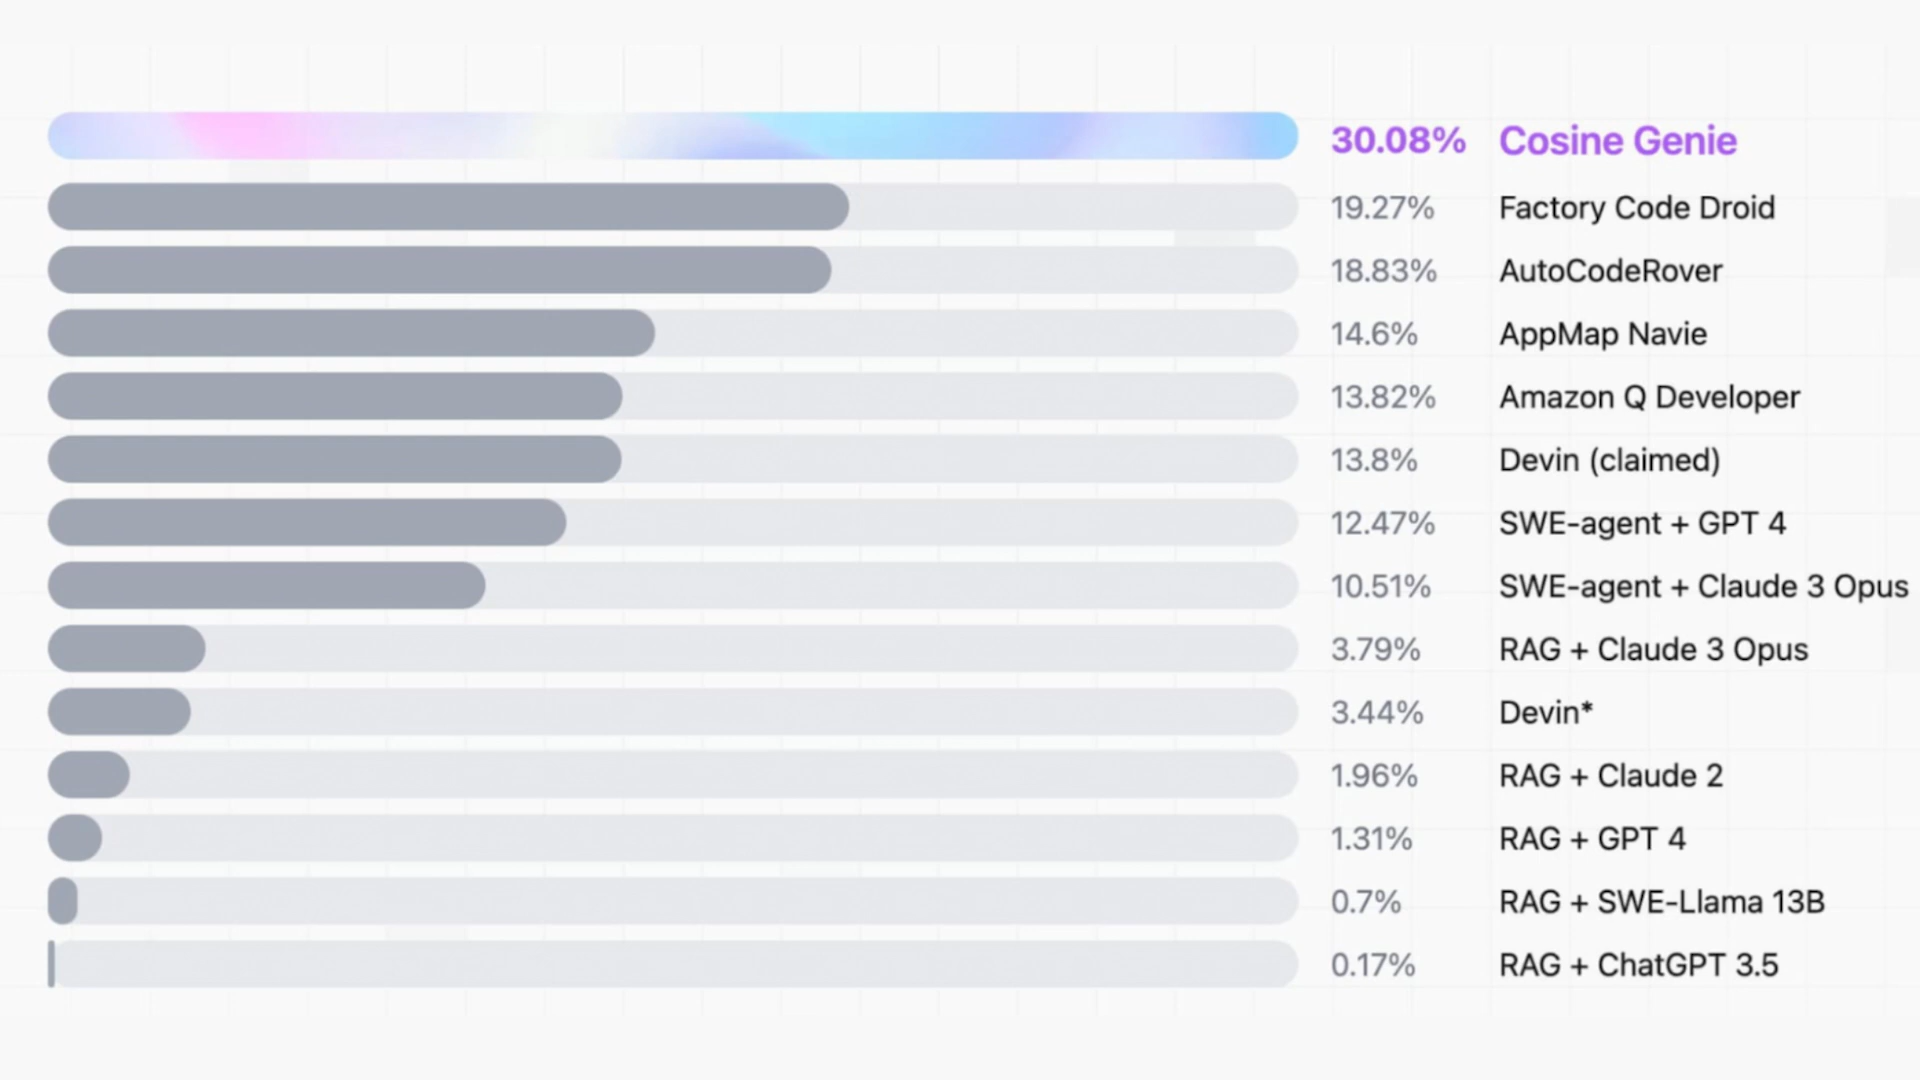 30.08% Cosine Genie
19.27% Factory Code Droid
18.83% AutoCodeRover
14.6% AppMap Navie
13.82% Amazon Q Developer
13.8% Devin (claimed)
12.47% SWE-agent + GPT 4
10.51% SWE-agent + Claude 3 Opus
3.79% RAG + Claude 3 Opus
3.44% Devin*
1.96% RAG + Claude 2
1.31% RAG + GPT 4
0.7% RAG + SWE-Llama 13B
0.17% RAG + ChatGPT 3.5